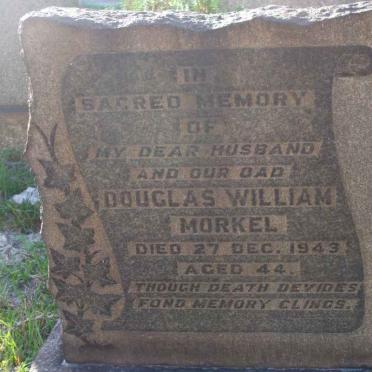 IN
SACRED MEMORY
OF
MY DEAR HUSBAND
AND OUR DAD
DOUGLAS WILLIAM
MORKEL
DIED 27 DEC. 1943
AGED 44.
THOUGH DEATH DEVIDES
FOND MEMORY CLINGS.